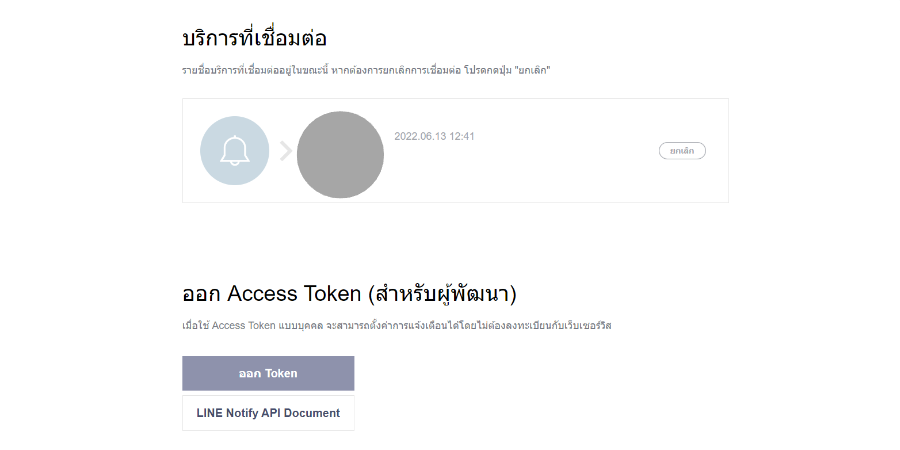 บริการที่เชื่อมต่อ
รายชื่อบริการที่เชื่อมต่ออยู่ในขณะนี้ หากต้องการยกเลิกการเชื่อมต่อ โปรดกดปุ่ม "ยกเลิก"
2022.06.13 12:41
ยกเลิก
ออก Access Token (สำหรับผู้พัฒนา)
เมื่อใช้ Access Token แบบบุคคล จะสามารถตั้งค่าการแจ้งเตือนได้โดยไม่ต้องลงทะเบียนกับเว็บเซอร์วิส
ออก Token
LINE Notify API Document